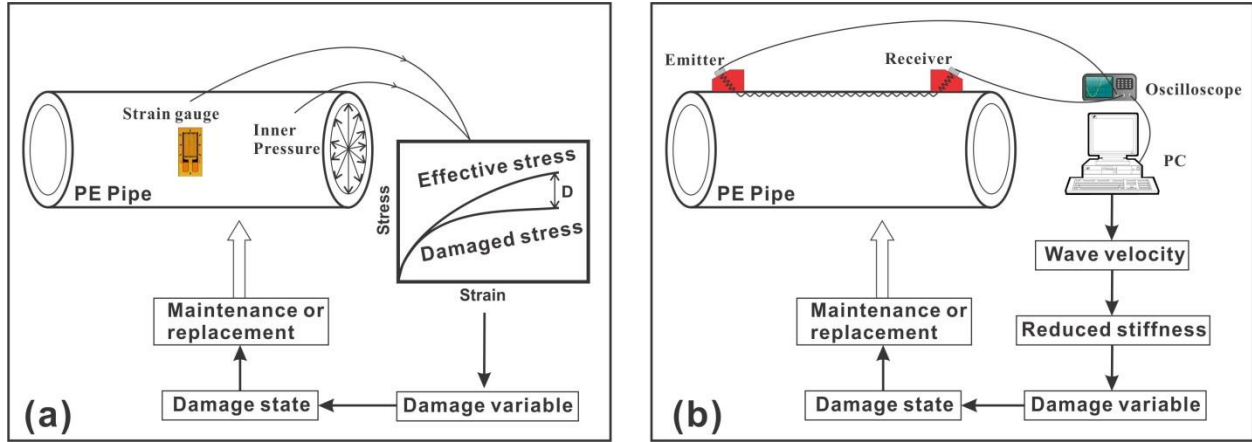 Strain gauge
Inner
Pressure
PE Pipe
Effective stress
D
Damaged stress
Stress
Strain
Maintenance or
replacement
Damage state
Damage variable
(a)
Emitter
Receiver
Oscilloscope
PC
PE Pipe
Wave velocity
Maintenance or
replacement
Reduced stiffness
Damage state
Damage variable
(b)